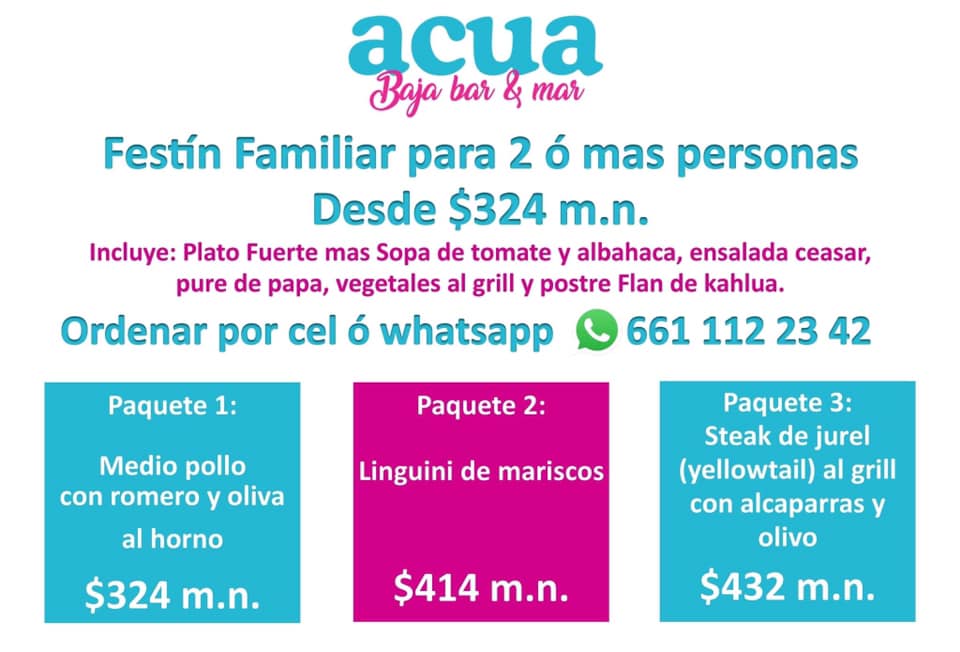 acua
Baja bar & mar
Festín Familiar para 2 ó mas personas
Desde $324 m.n.
Incluye: Plato Fuerte mas Sopa de tomate y albahaca, ensalada ceasar,
pure de papa, vegetales al grill y postre Flan de kahlua.
Ordenar por cel ó whatsapp 661 112 23 42
Paquete 1:
Medio pollo
con romero y oliva
al horno
$324 m.n.
Paquete 2:
Linguini de mariscos
$414 m.n.
Paquete 3:
Steak de jurel
(yellowtail) al grill
con alcaparras y
olivo
$432 m.n.